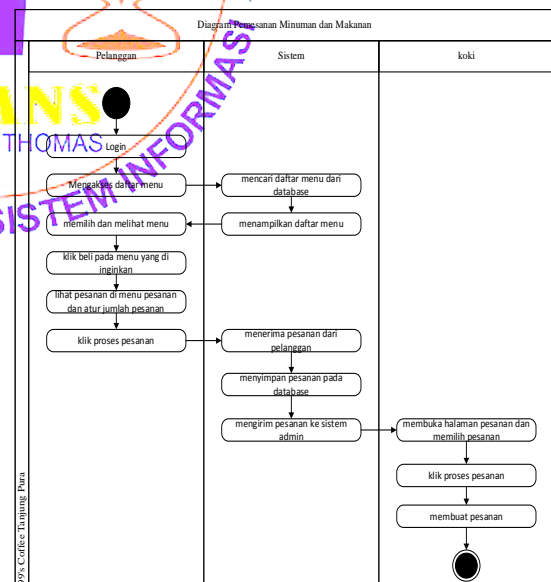 Diagram Pemesanan Minuman dan Makanan
Pelanggan
Sistem
koki
ANS
THOMAS
SISTEM INFORMASI
Login
Mengakses daftar menu
mencari daftar menu dari
database
memilih dan melihat menu
menampilkan daftar menu
klik beli pada menu yang di
inginkan
lihat pesanan di menu pesanan
dan atur jumlah pesanan
klik proses pesanan
menerima pesanan dari
pelanggan
menyimpan pesanan pada
database
mengirim pesanan ke sistem
admin
membuka halaman pesanan dan
memilih pesanan
klik proses pesanan
membuat pesanan
99's Coffee Tanjung Pura